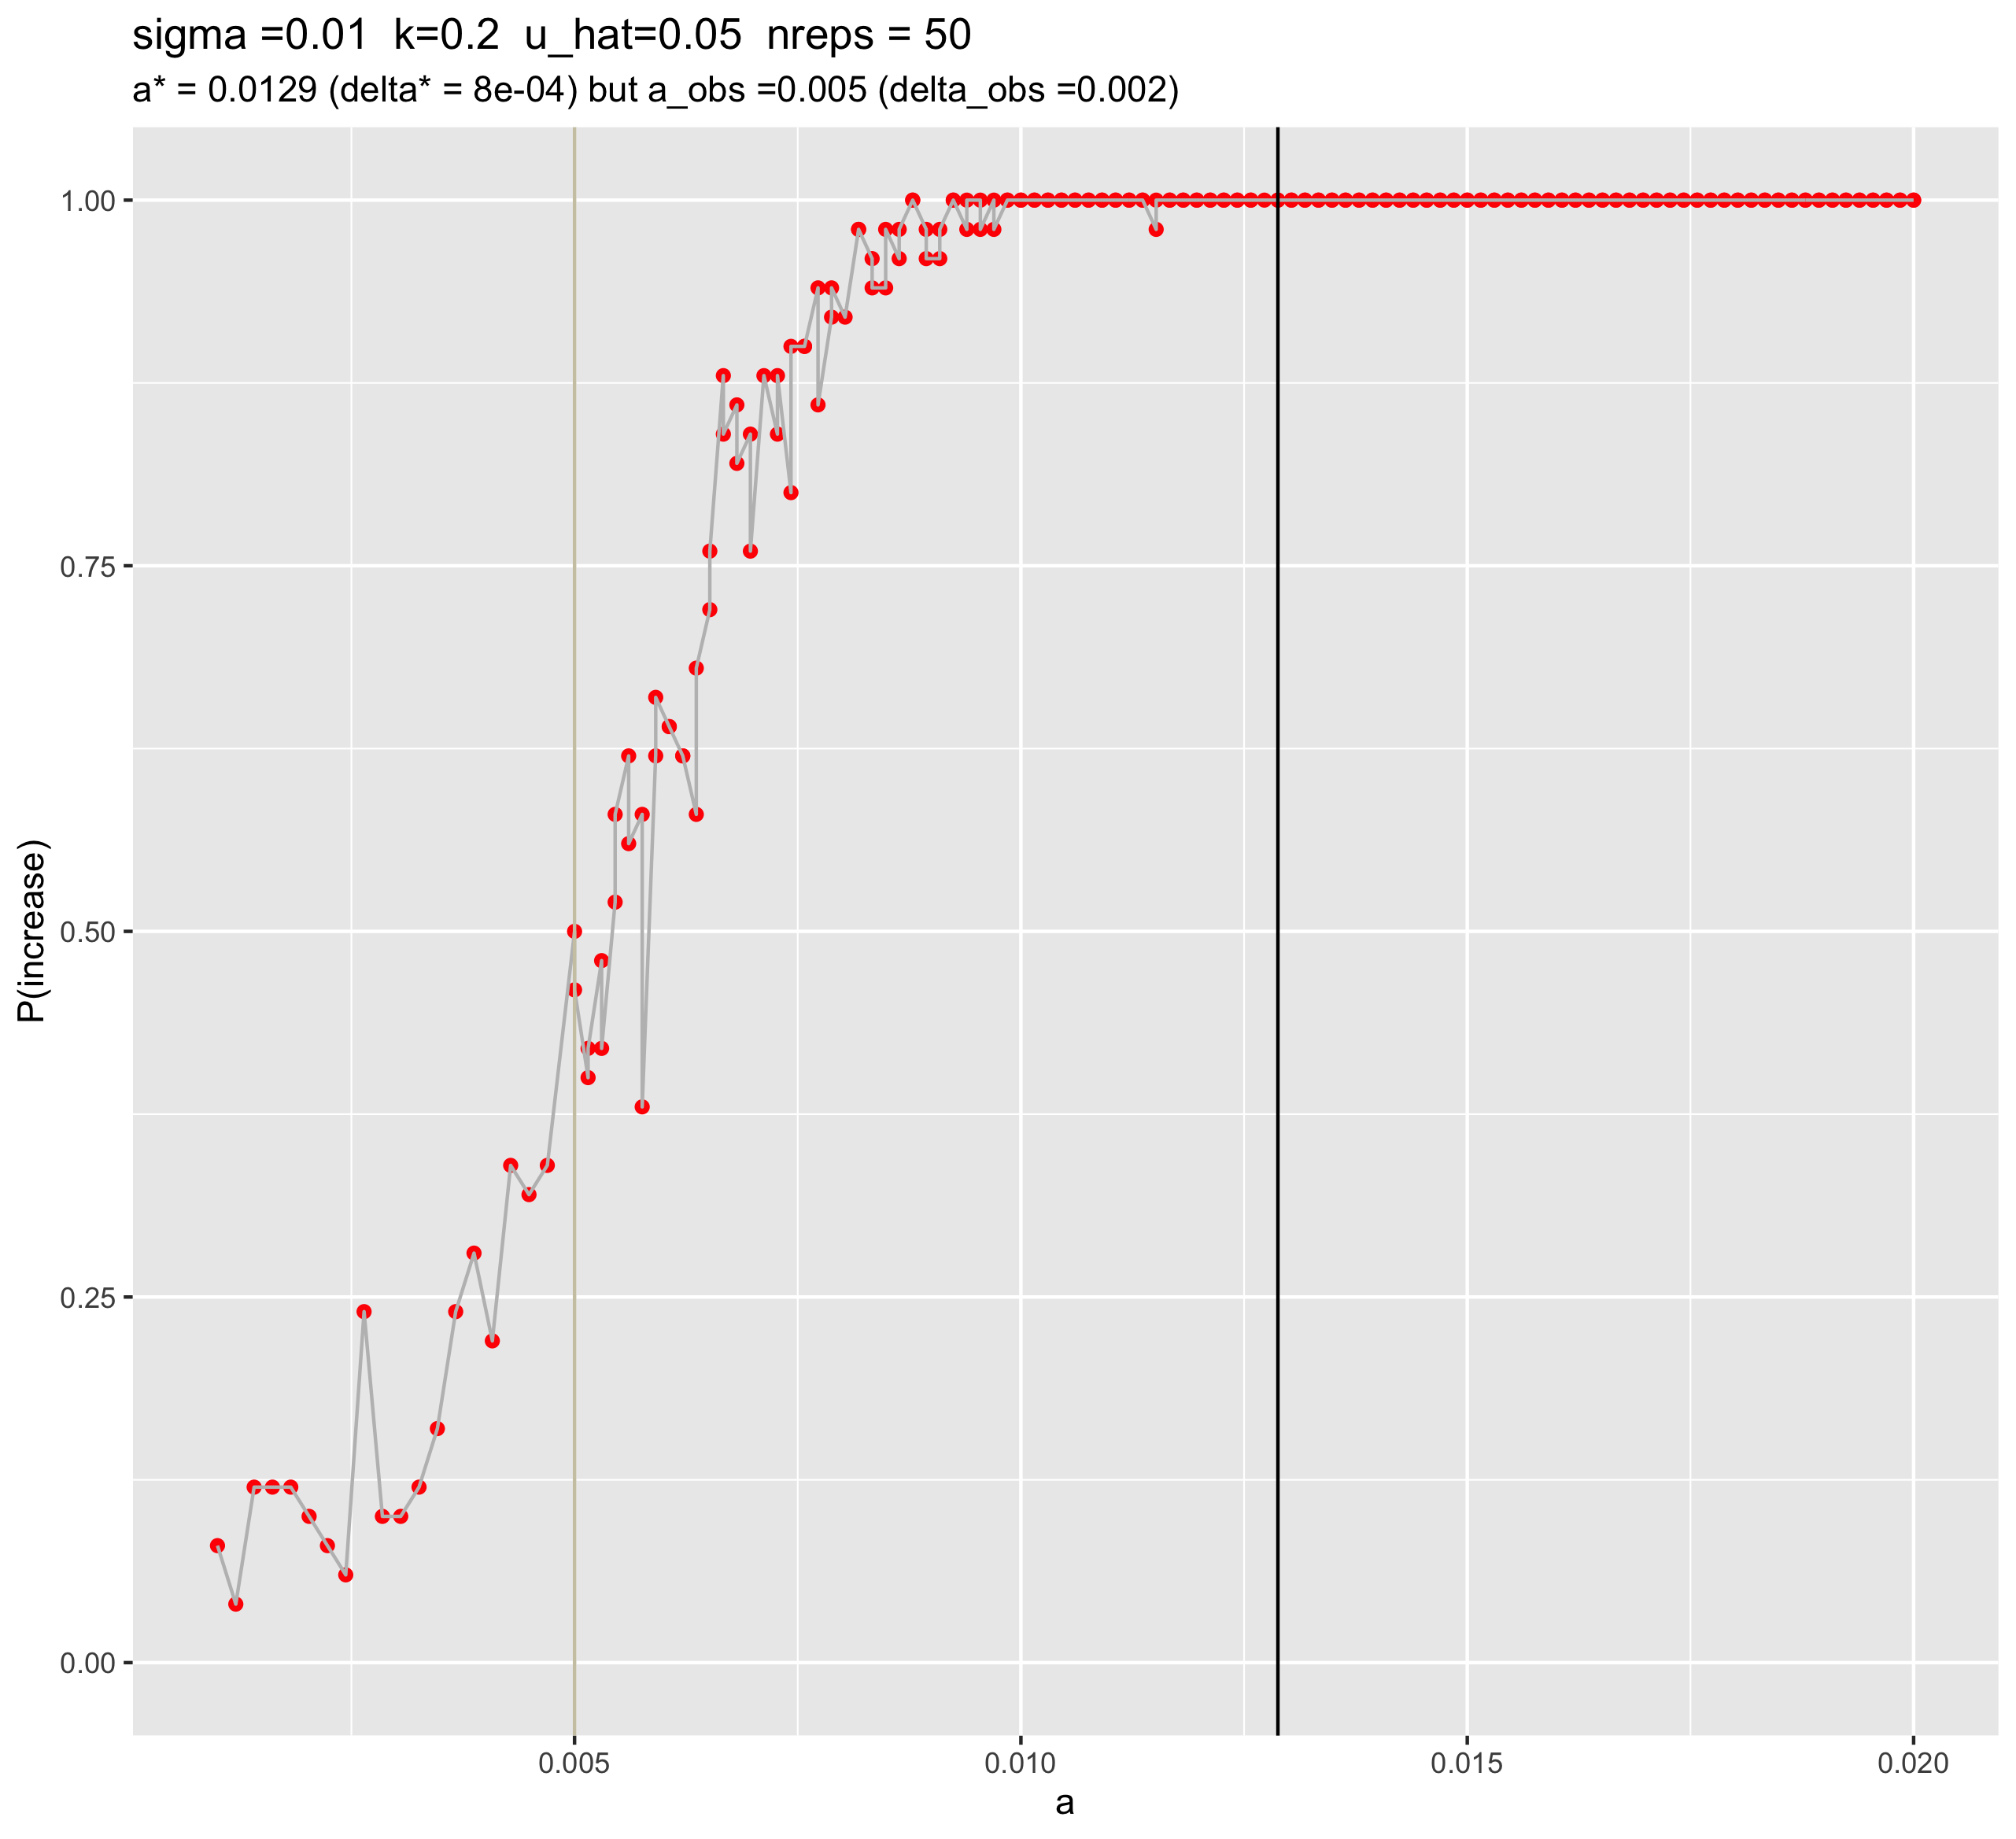 sigma =0.01  k=0.2  u_hat=0.05  nreps = 50
a* = 0.0129 (delta* = 8e-04) but a_obs =0.005 (delta_obs =0.002)
1.00
0.75
0.50
0.25
0.00
P(increase)
0.005 0.010 0.015 0.020
a